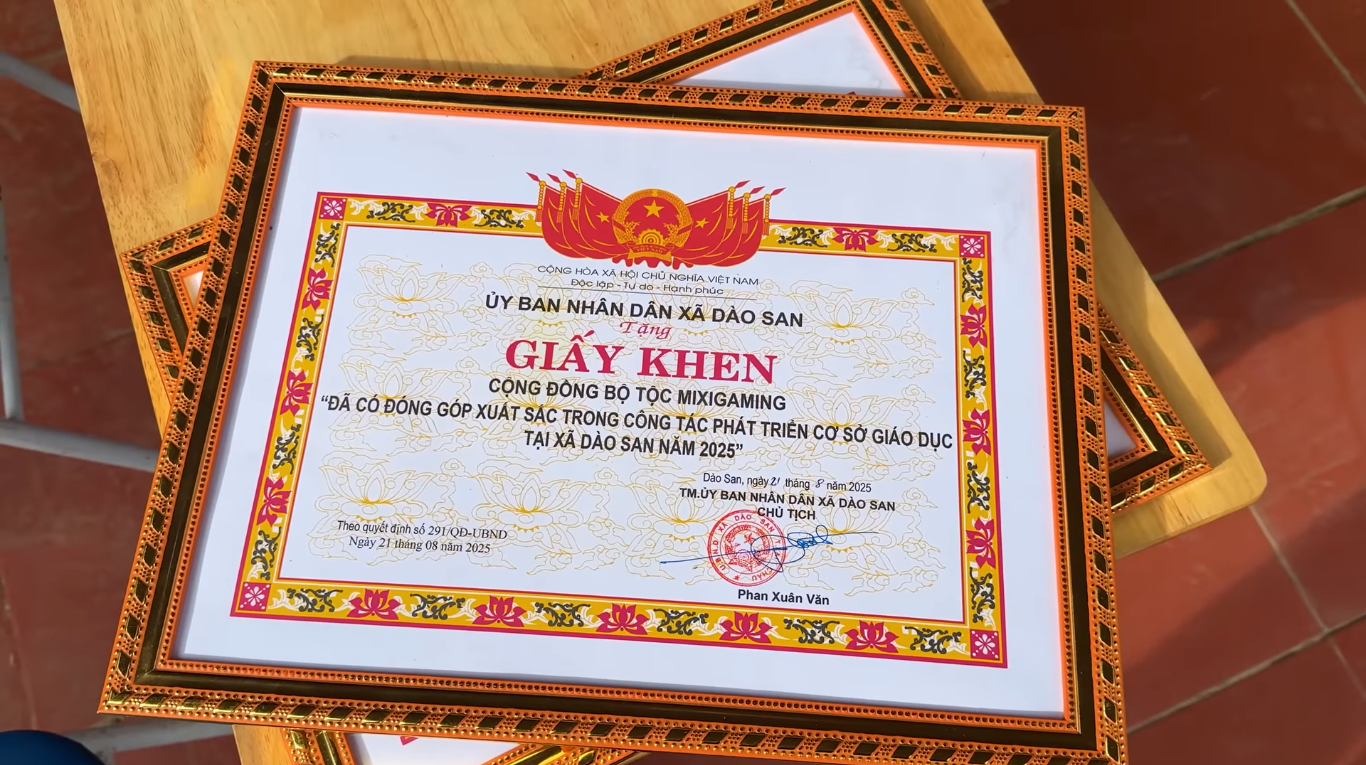 CỘNG HÒA XÃ HỘI CHỦ NGHĨA VIỆT NAM
Độc lập - Tự do - Hạnh phúc
ỦY BAN NHÂN DÂN XÃ DÀO SAN
Tặng
GIẤY KHEN
CỘNG ĐỒNG BỘ TỘC MIXIGAMING
“ĐÃ CÓ ĐÓNG GÓP XUẤT SẮC TRONG CÔNG TÁC PHÁT TRIỂN CƠ SỞ GIÁO DỤC
TẠI XÃ DÀO SAN NĂM 2025”
Dào San, ngày 21 tháng 8 năm 2025
TM.ỦY BAN NHÂN DÂN XÃ DÀO SAN
CHỦ TỊCH
Theo quyết định số 291/QĐ-UBND
Ngày 21 tháng 08 năm 2025
U.B.N.D XÃ DÀO SAN
Phan Xuân Văn